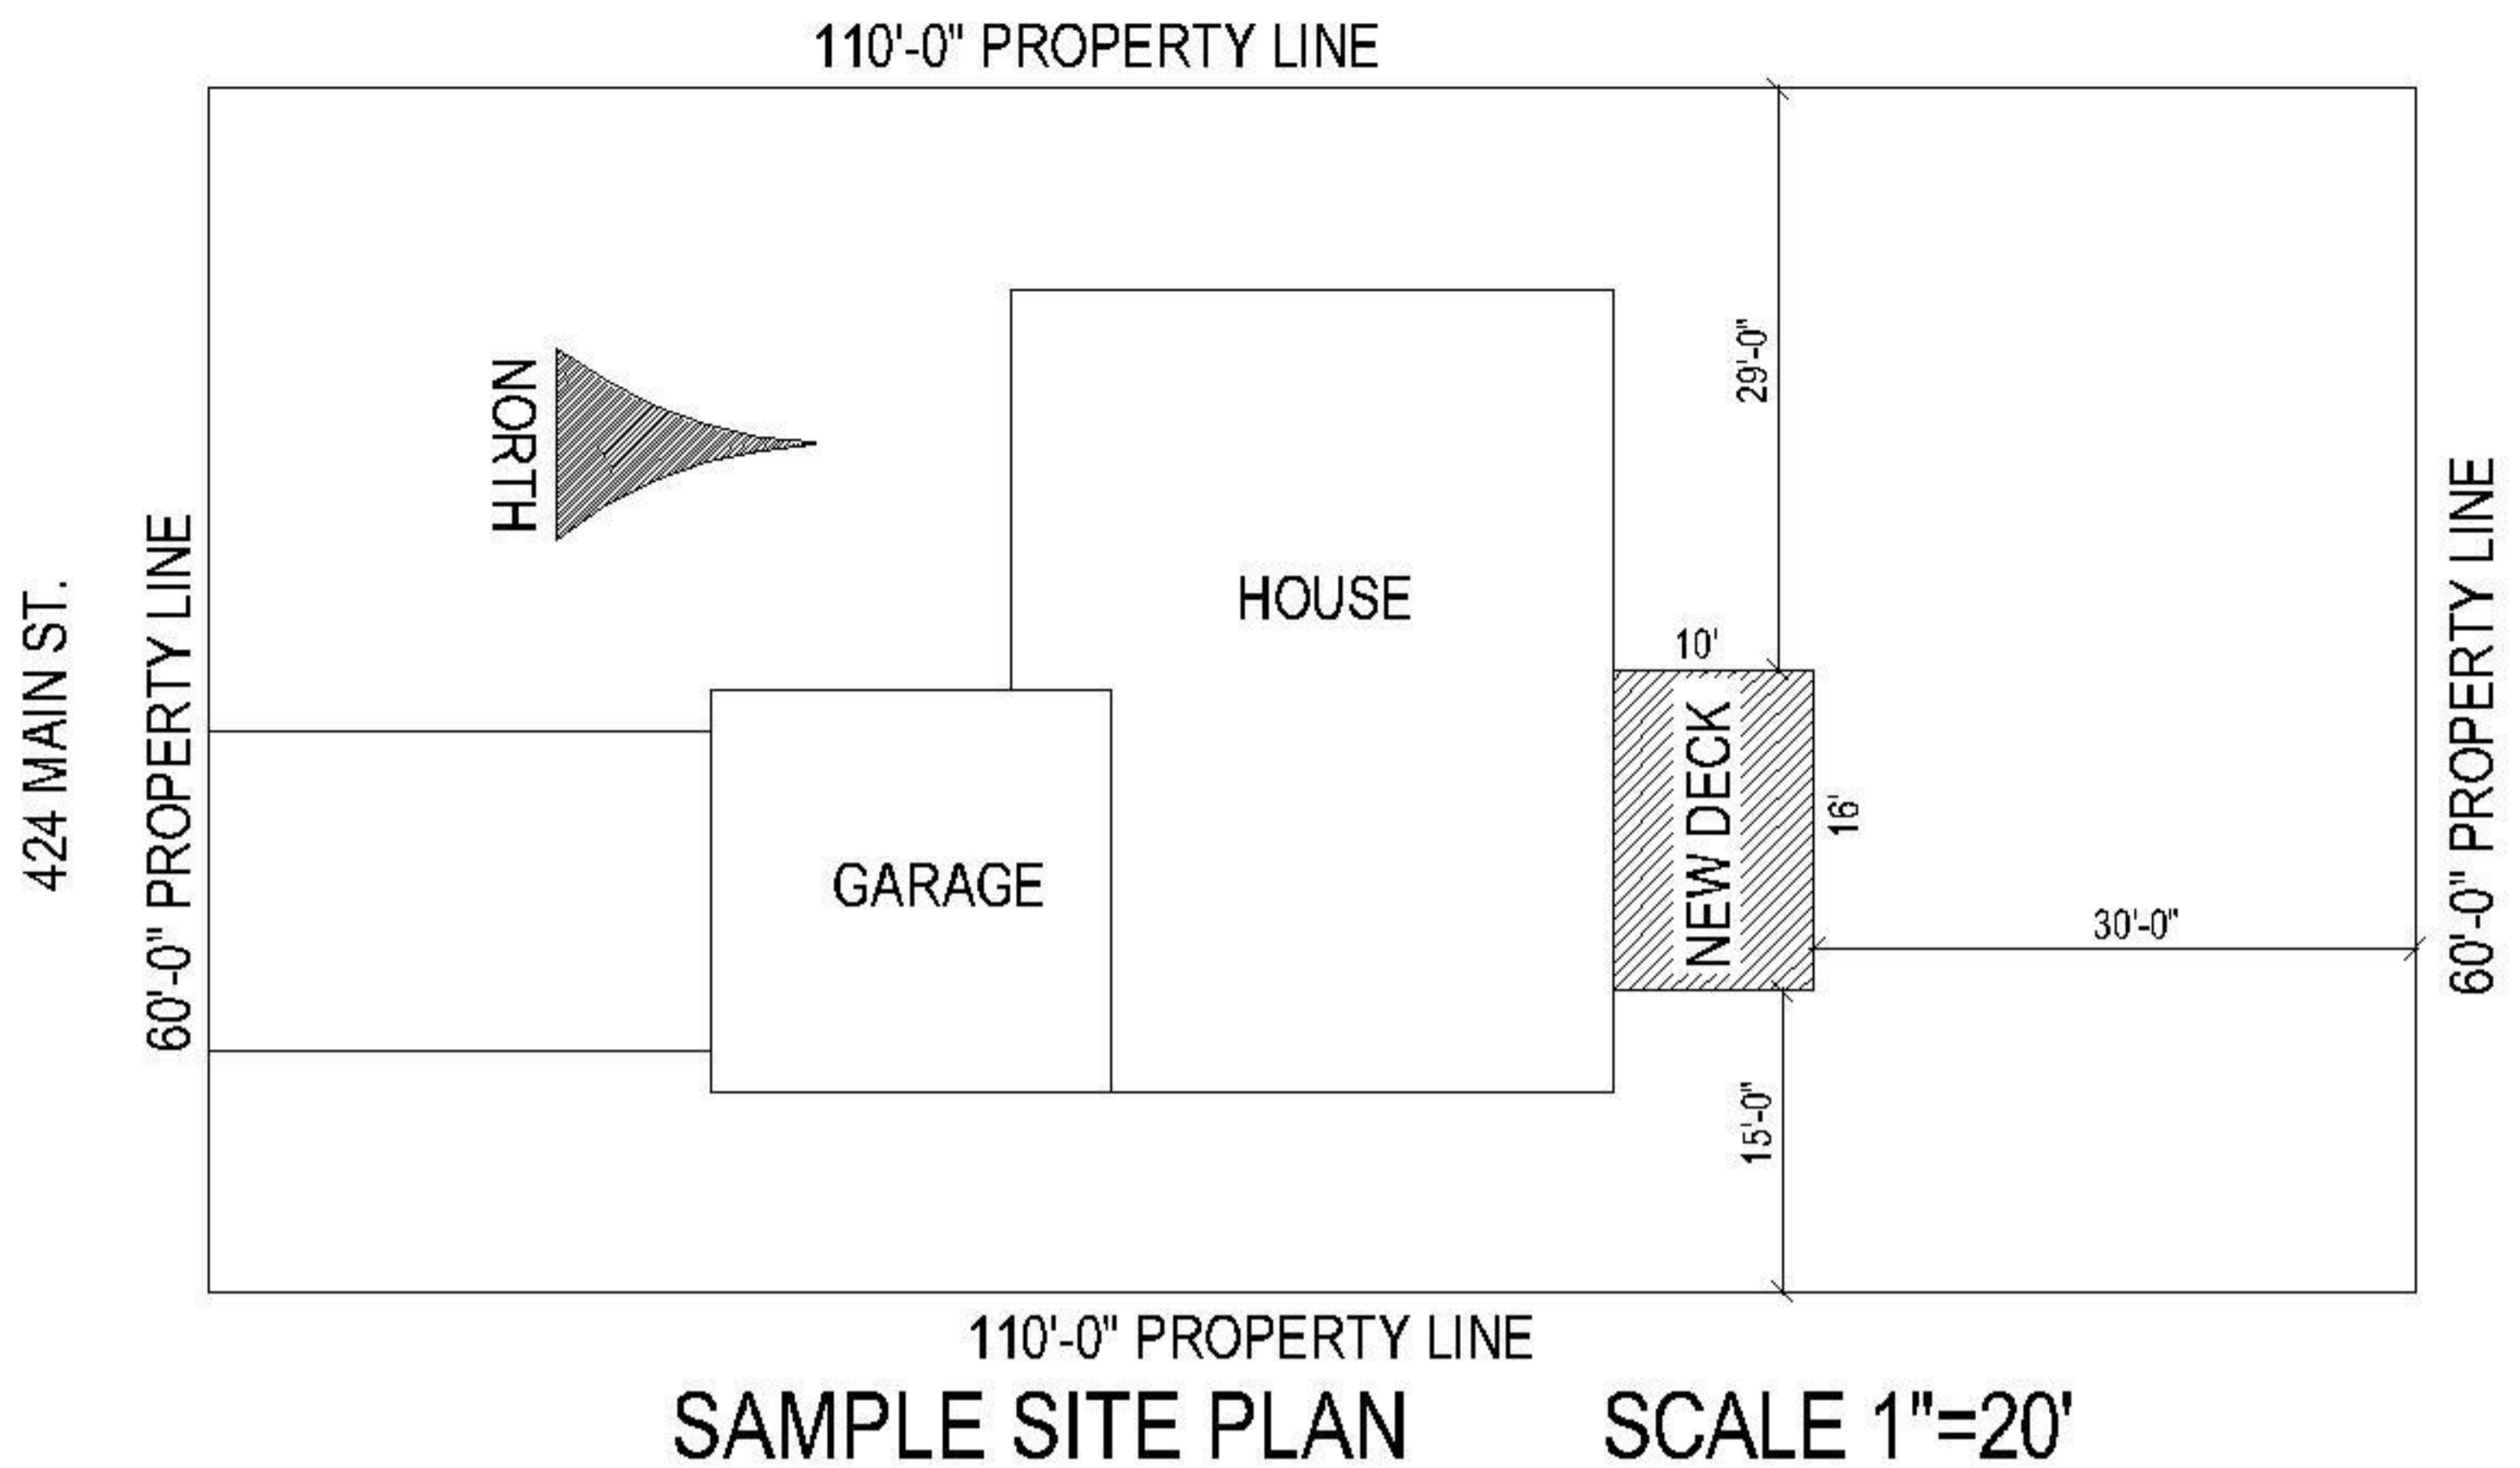 110'-0" PROPERTY LINE
NORTH
29'-0"
424 MAIN ST.
60'-0" PROPERTY LINE
HOUSE
60'-0" PROPERTY LINE
10'
NEW DECK
16'
GARAGE
30'-0"
15'-0"
110'-0" PROPERTY LINE
SAMPLE SITE PLAN SCALE 1"=20'